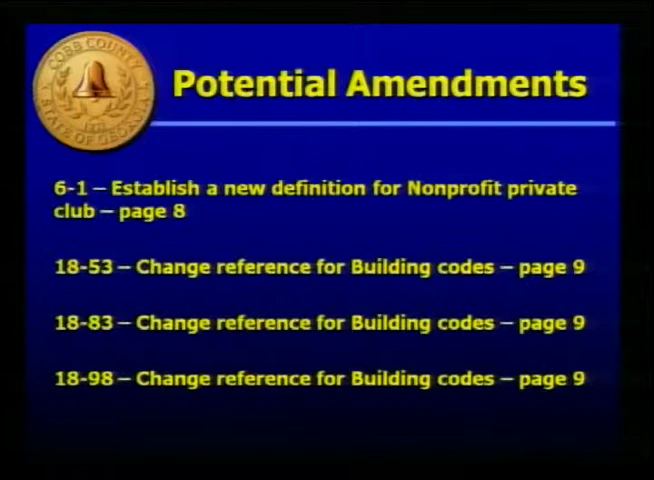 COBB COUNTY
STATE OF GEORGIA
Potential Amendments
6-1 – Establish a new definition for Nonprofit private
club – page 8
18-53 – Change reference for Building codes – page 9
18-83 – Change reference for Building codes – page 9
18-98 – Change reference for Building codes – page 9